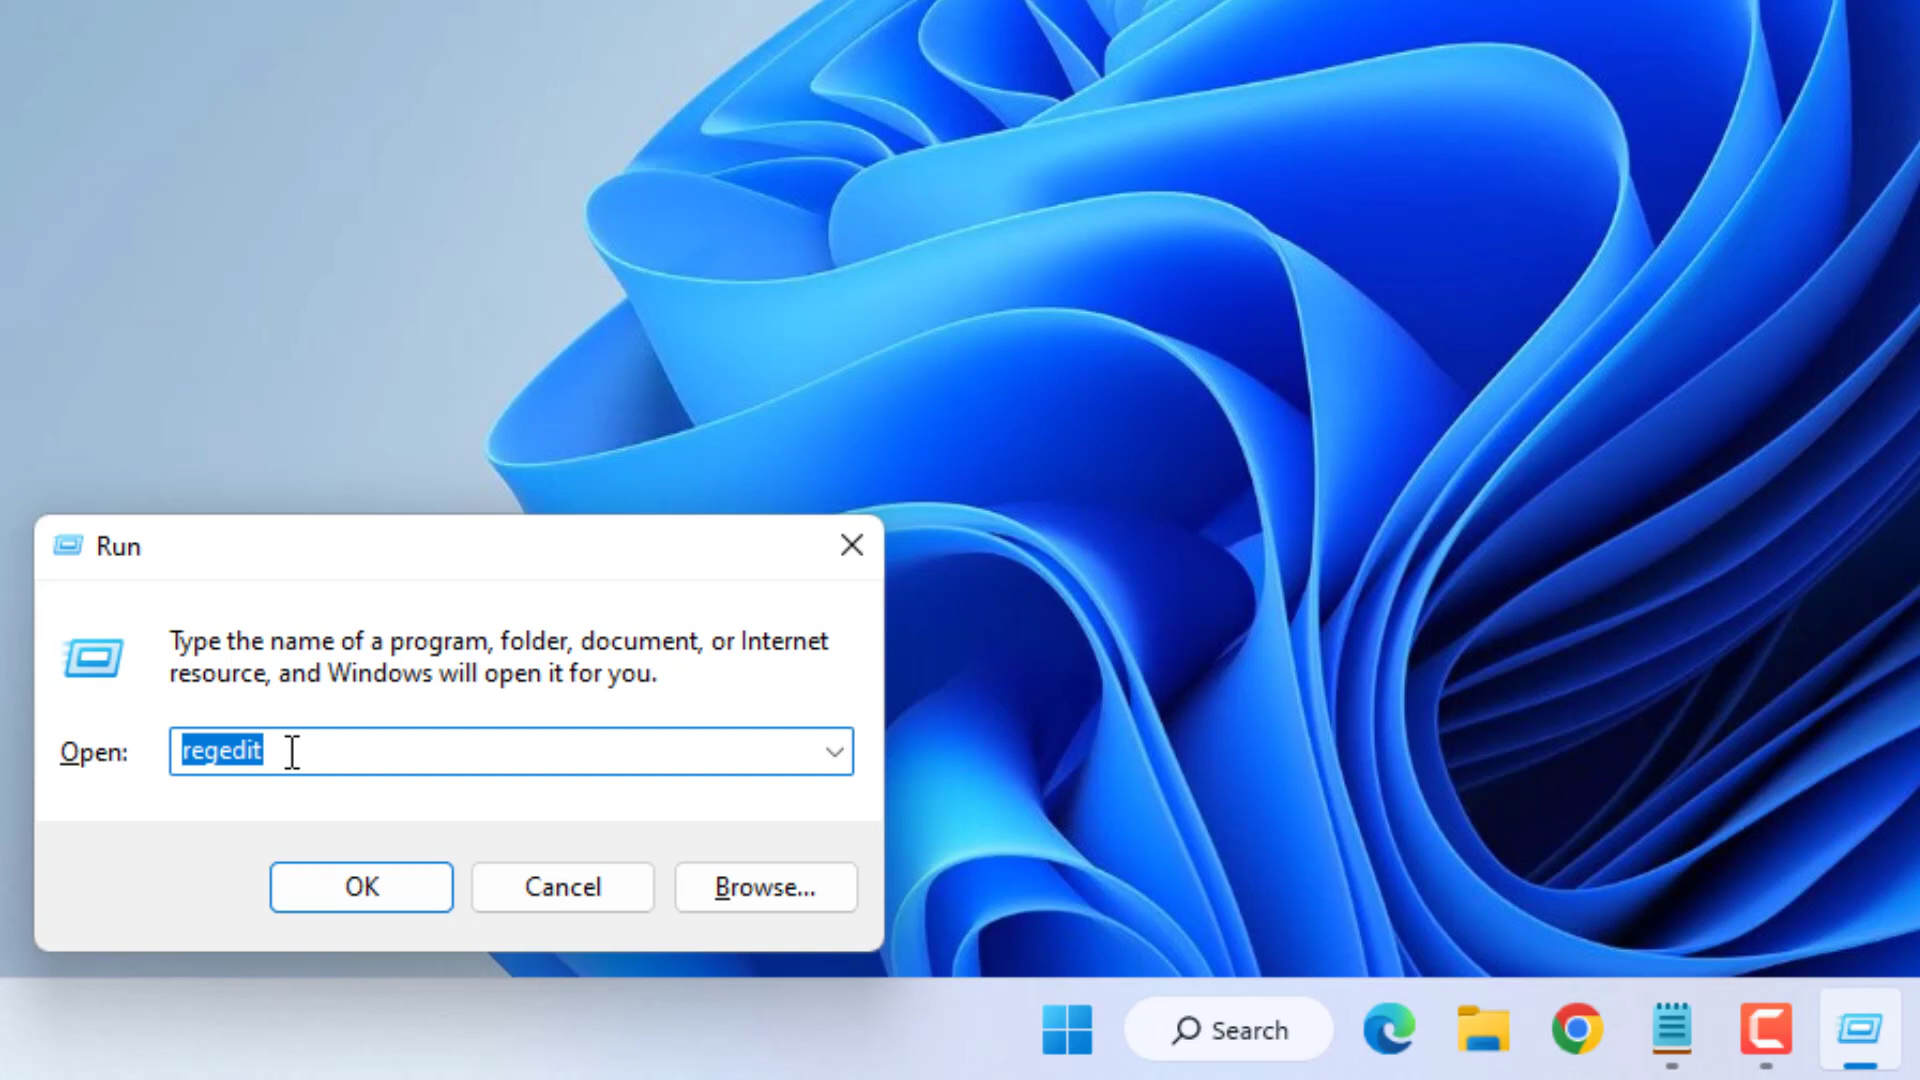 Run
Type the name of a program, folder, document, or Internet
resource, and Windows will open it for you.
Open: regedit
OK Cancel Browse...
Search